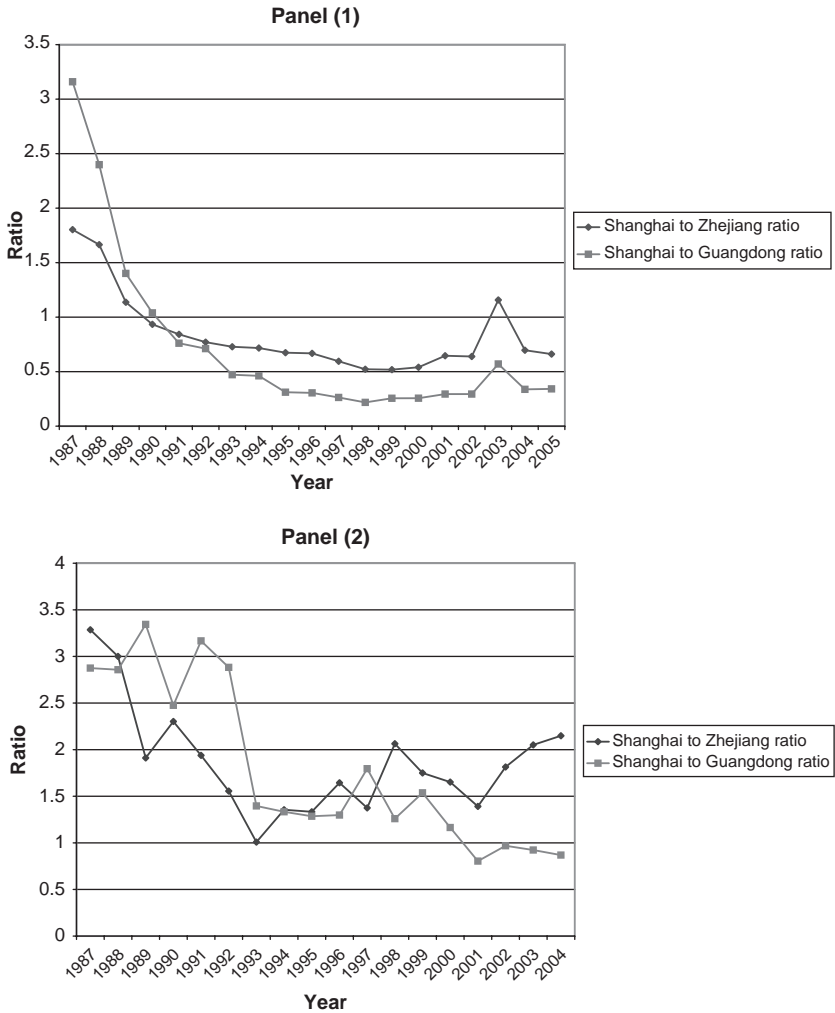 Panel (1)
3.5
3
2.5
2
1.5
1
0.5
0
Ratio
1987 1988 1989 1990 1991 1992 1993 1994 1995 1996 1997 1998 1999 2000 2001 2002 2003 2004 2005
Year
Shanghai to Zhejiang ratio
Shanghai to Guangdong ratio
Panel (2)
4
3.5
3
2.5
2
1.5
1
0.5
0
Ratio
1987 1988 1989 1990 1991 1992 1993 1994 1995 1996 1997 1998 1999 2000 2001 2002 2003 2004
Year
Shanghai to Zhejiang ratio
Shanghai to Guangdong ratio